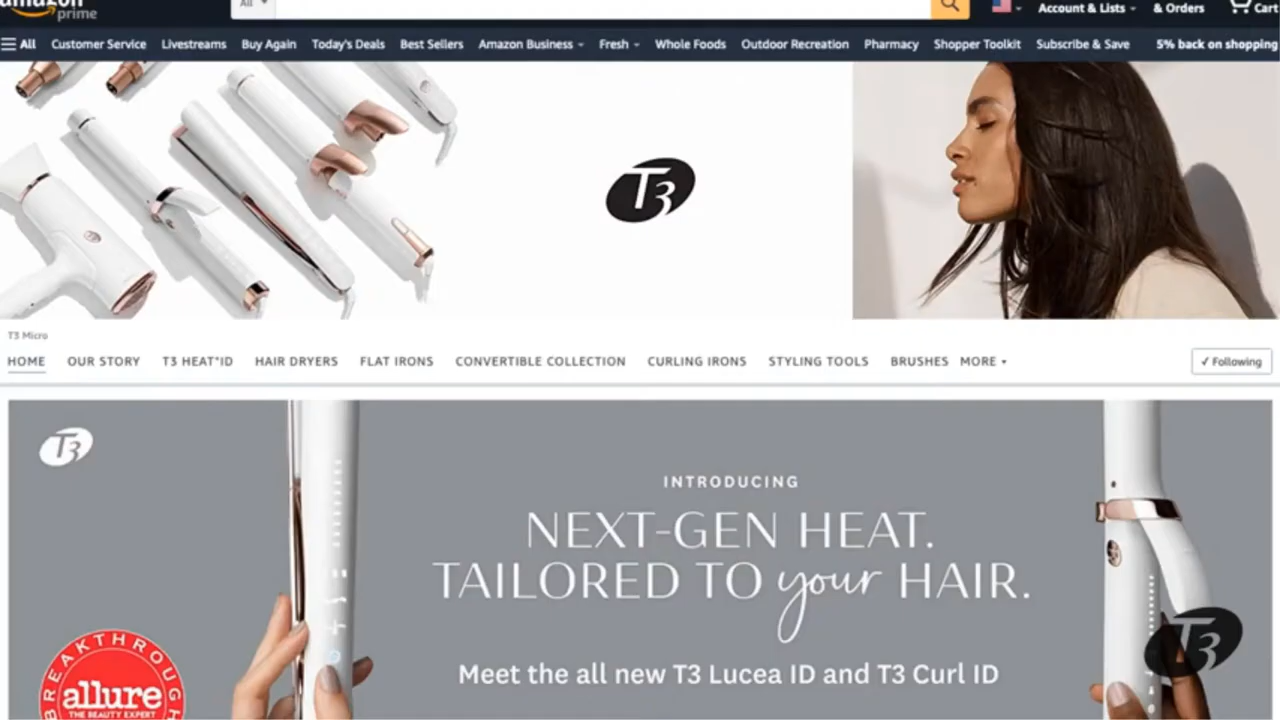 amazon
prime
All
Account & Lists
& Orders
Cart
All Customer Service Livestreams Buy Again Today's Deals Best Sellers Amazon Business Fresh Whole Foods Outdoor Recreation Pharmacy Shopper Toolkit Subscribe & Save 5% back on shopping
T3
T3 Micro
HOME OUR STORY T3 HEAT*ID HAIR DRYERS FLAT IRONS CONVERTIBLE COLLECTION CURLING IRONS STYLING TOOLS BRUSHES MORE
✓ Following
T3
INTRODUCING
NEXT-GEN HEAT.
TAILORED TO your HAIR.
Meet the all new T3 Lucea ID and T3 Curl ID
BREAKTHROUGH
allure
THE BEAUTY EXPERT
T3